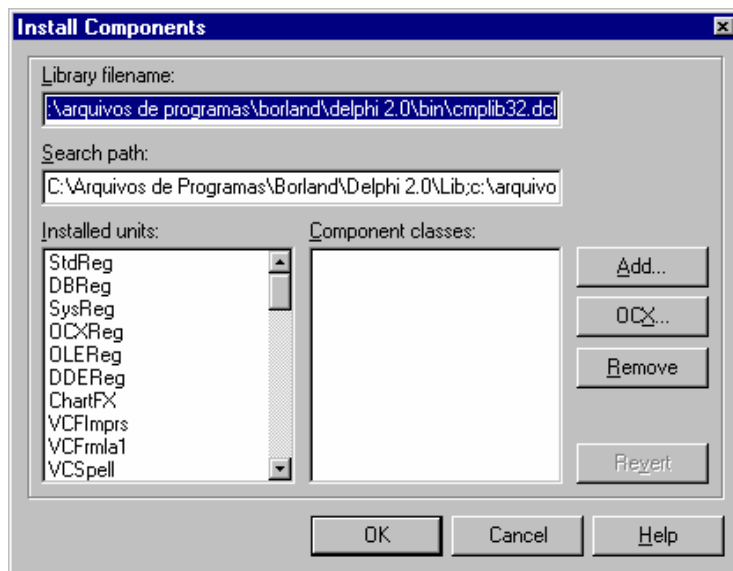 Install Components
Library filename:
:\arquivos de programas\borland\delphi 2.0\bin\cmplib32.dcl
Search path:
C:\Arquivos de Programas\Borland\Delphi 2.0\Lib;c:\arquivo
Installed units:
Component classes:
StdReg
DBReg
SysReg
OCXReg
OLEReg
DDEReg
ChartFX
VCFImprs
VCFrmla1
VCSpell
Add...
OCX...
Remove
Revert
OK
Cancel
Help